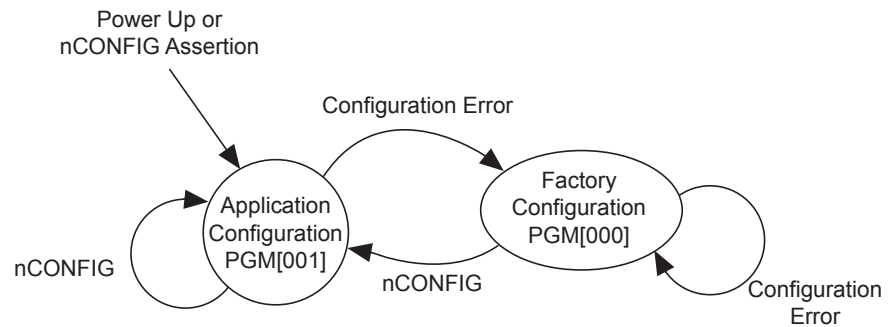 Power Up or
nCONFIG Assertion
Configuration Error
Application
Configuration
PGM[001]
Factory
Configuration
PGM[000]
nCONFIG
nCONFIG
Configuration
Error